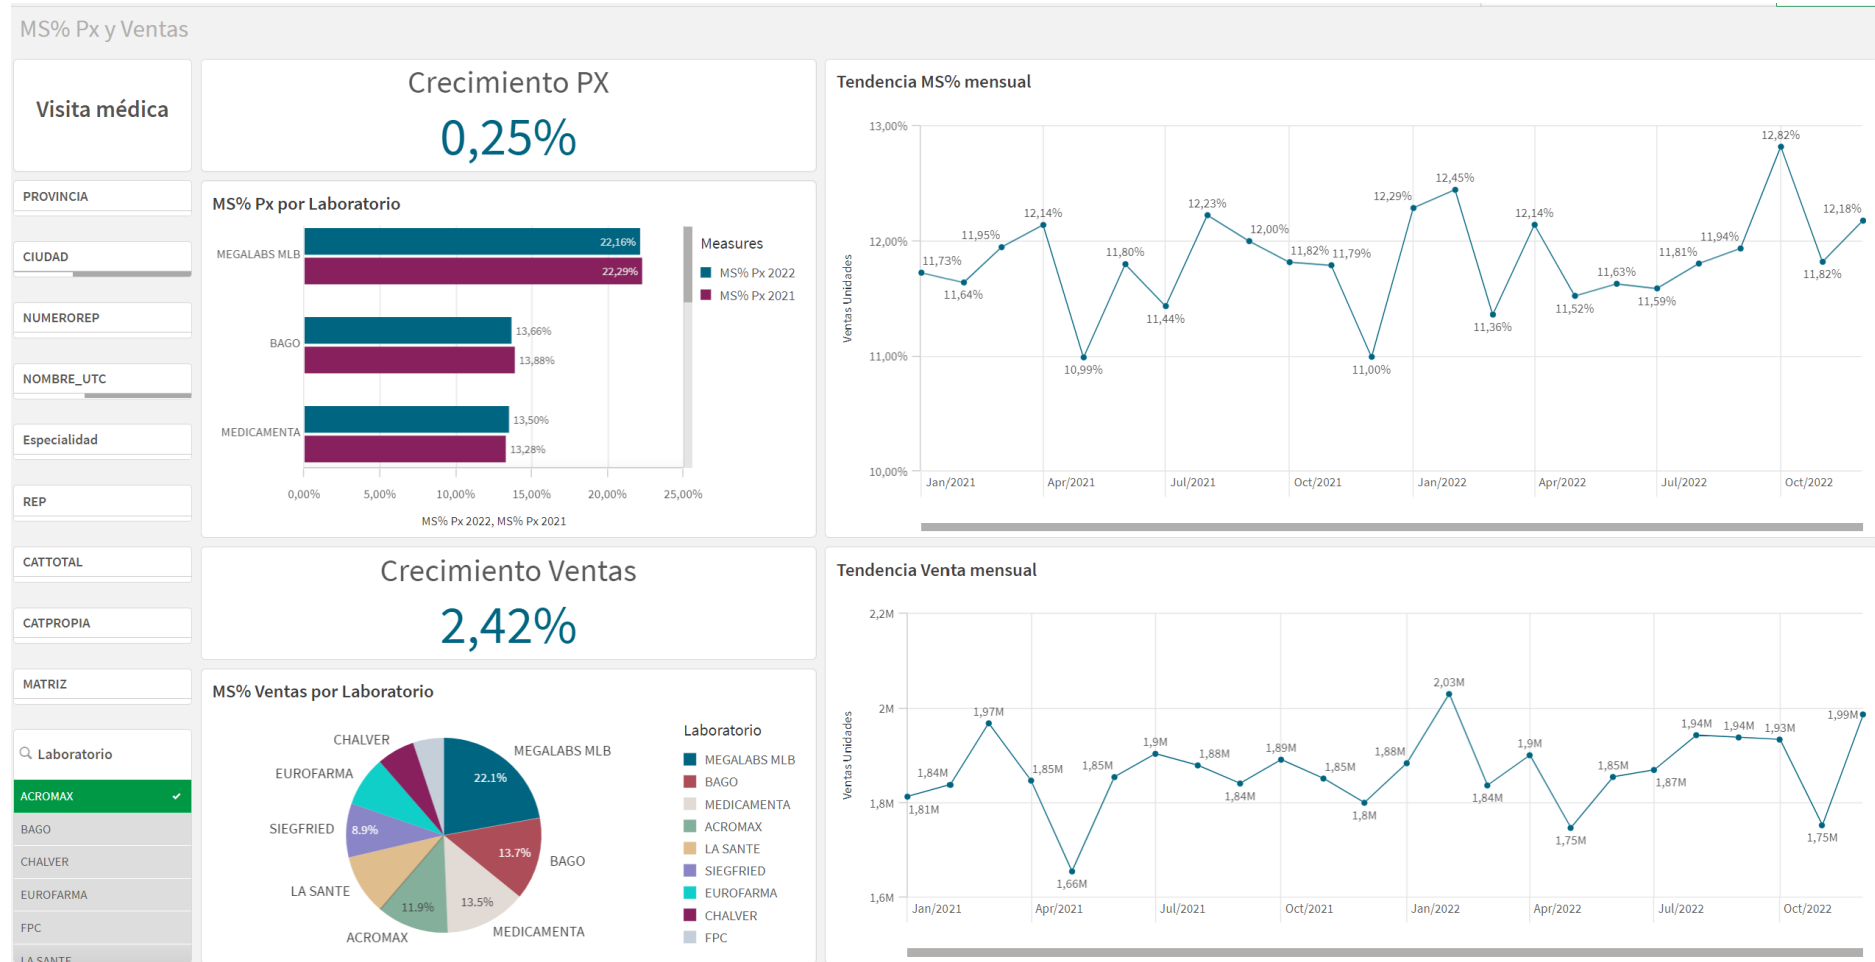 MS% Px y Ventas
Visita médica
PROVINCIA
CIUDAD
NUMEROREP
NOMBRE_UTC
Especialidad
REP
CATTOTAL
CATPROPIA
MATRIZ
Laboratorio
ACROMAX
BAGO
CHALVER
EUROFARMA
FPC
LA SANTE
Crecimiento PX
0,25%
MS% Px por Laboratorio
MEGALABS MLB
22,16%
22,29%
BAGO
13,66%
13,88%
MEDICAMENTA
13,50%
13,28%
0,00% 5,00% 10,00% 15,00% 20,00% 25,00%
MS% Px 2022, MS% Px 2021
Measures
MS% Px 2022
MS% Px 2021
Crecimiento Ventas
2,42%
MS% Ventas por Laboratorio
CHALVER
EUROFARMA
SIEGFRIED
LA SANTE
ACROMAX
MEDICAMENTA
BAGO
MEGALABS MLB
22.1%
13.7%
13.5%
11.9%
8.9%
Laboratorio
MEGALABS MLB
BAGO
MEDICAMENTA
ACROMAX
LA SANTE
SIEGFRIED
EUROFARMA
CHALVER
FPC
Tendencia MS% mensual
Ventas Unidades
13,00%
12,00%
11,00%
10,00%
11,73% 11,64% 11,95% 12,14% 10,99% 11,80% 11,44% 12,23% 12,00% 11,82% 11,79% 11,00% 12,29% 12,45% 11,36% 12,14% 11,52% 11,63% 11,59% 11,81% 11,94% 12,82% 11,82% 12,18%
Jan/2021 Apr/2021 Jul/2021 Oct/2021 Jan/2022 Apr/2022 Jul/2022 Oct/2022
Tendencia Venta mensual
Ventas Unidades
2,2M
2M
1,8M
1,6M
1,81M 1,84M 1,97M 1,85M 1,66M 1,85M 1,9M 1,88M 1,84M 1,89M 1,85M 1,8M 1,88M 2,03M 1,84M 1,9M 1,75M 1,85M 1,87M 1,94M 1,94M 1,93M 1,75M 1,99M
Jan/2021 Apr/2021 Jul/2021 Oct/2021 Jan/2022 Apr/2022 Jul/2022 Oct/2022